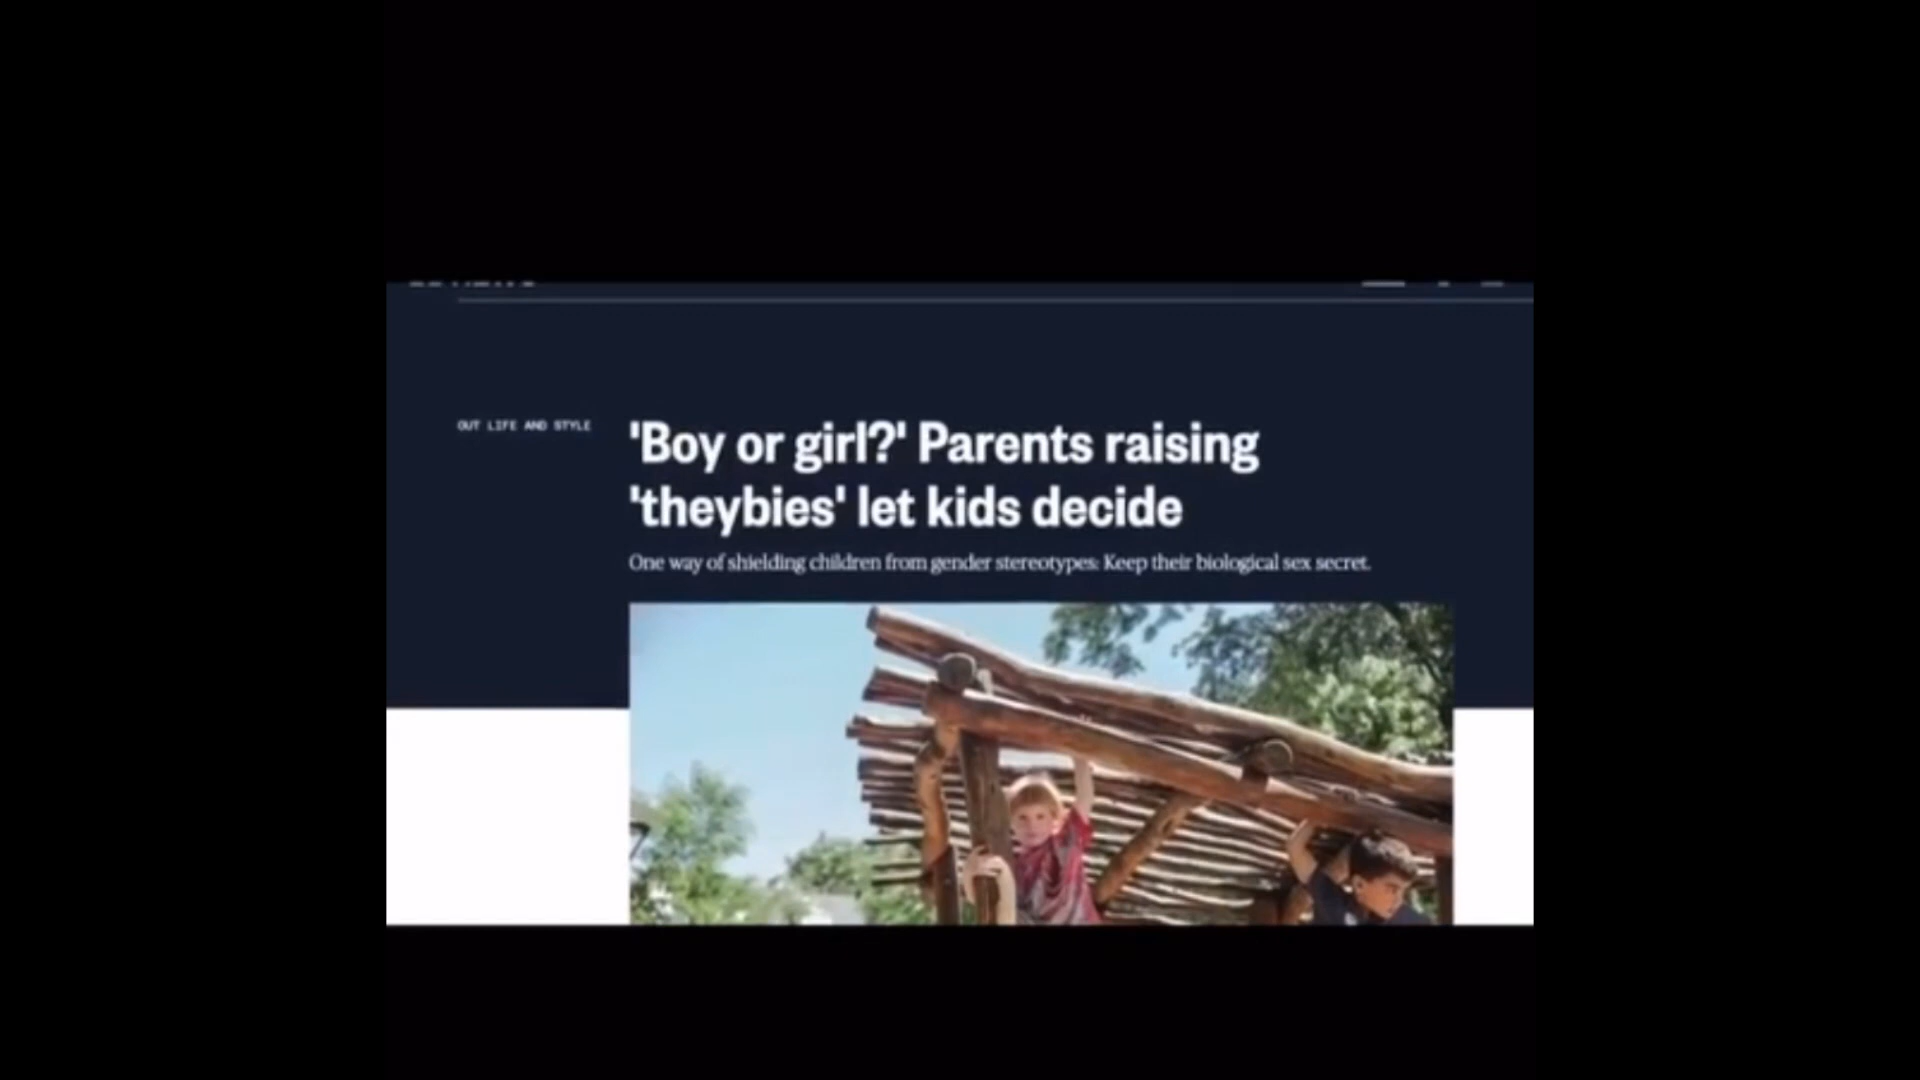 OUT LIFE AND STYLE
'Boy or girl?' Parents raising
'theybies' let kids decide
One way of shielding children from gender stereotypes: Keep their biological sex secret.